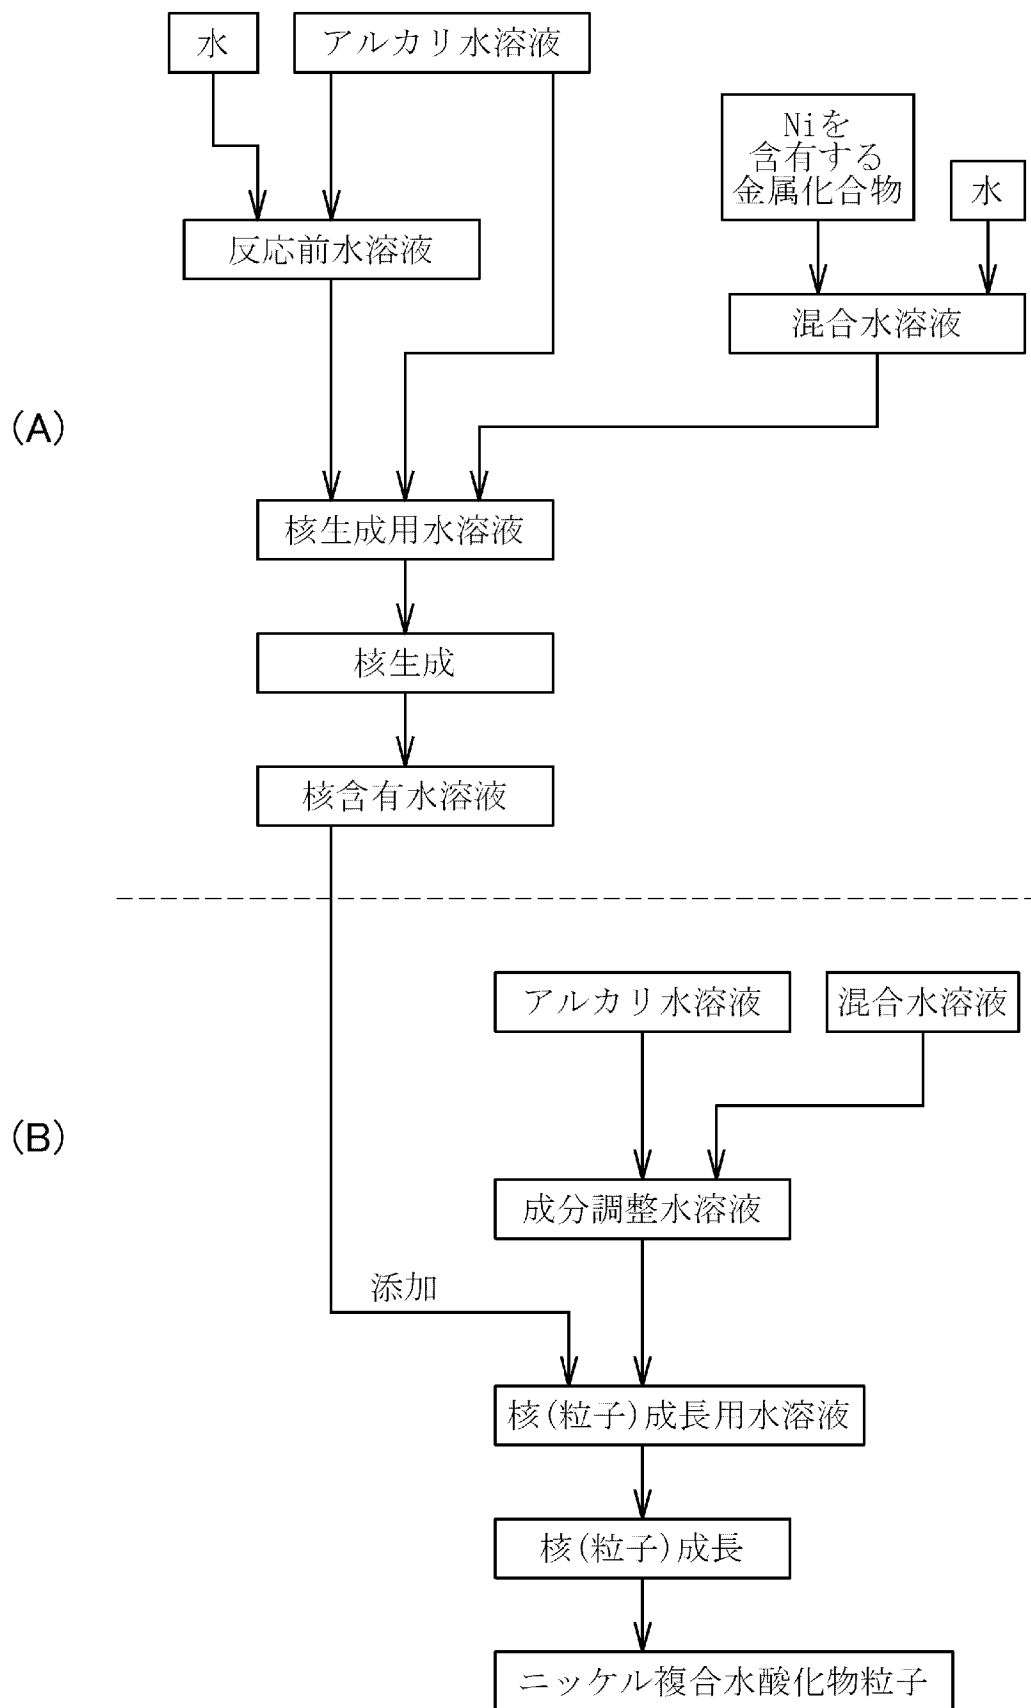 水
アルカリ水溶液
Niを
含有する
金属化合物
水
反応前水溶液
混合水溶液
(A)
核生成用水溶液
核生成
核含有水溶液
アルカリ水溶液
混合水溶液
(B)
成分調整水溶液
添加
核(粒子)成長用水溶液
核(粒子)成長
ニッケル複合水酸化物粒子